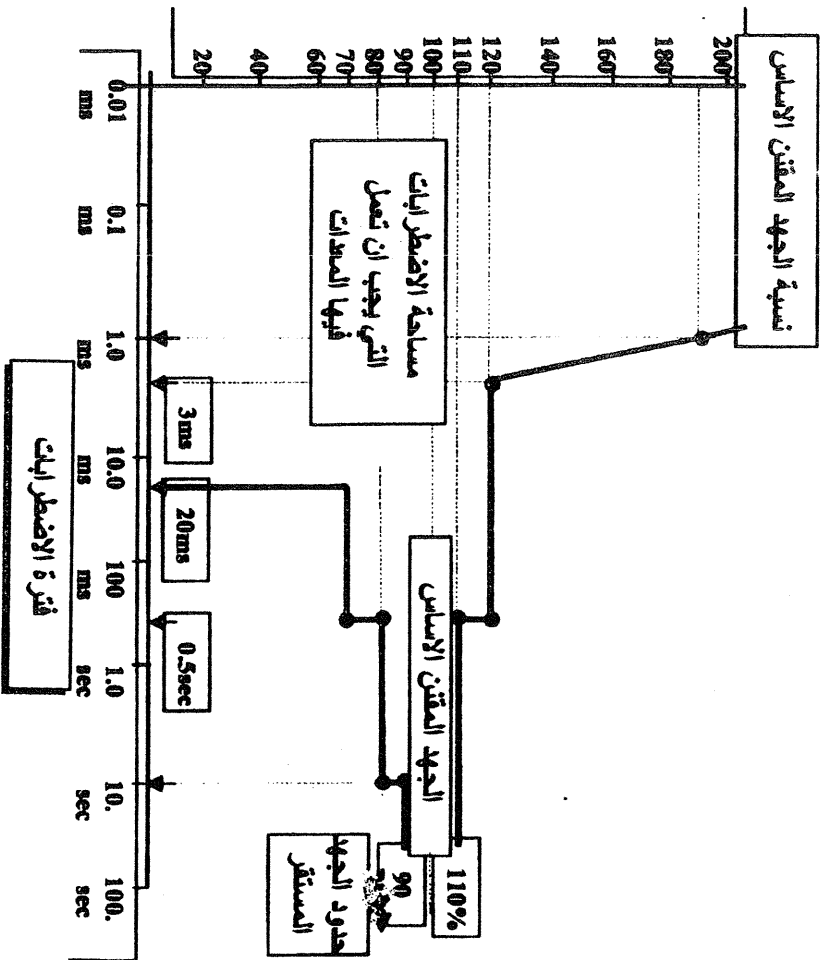 نسبة الجهد المقنن الاساس
200
180
160
140
120
110
100
90
80
70
60
40
20
مساحة الاضطرابات
التي يجب ان تعمل
فيها المعدات
الجهد المقنن الاساس
110%
90
حدود الجهد
المستقر
3ms
20ms
0.5sec
0.01 0.1 1.0 10.0 100 1.0 10. 100.
ms ms ms ms ms sec sec sec
فترة الاضطرابات